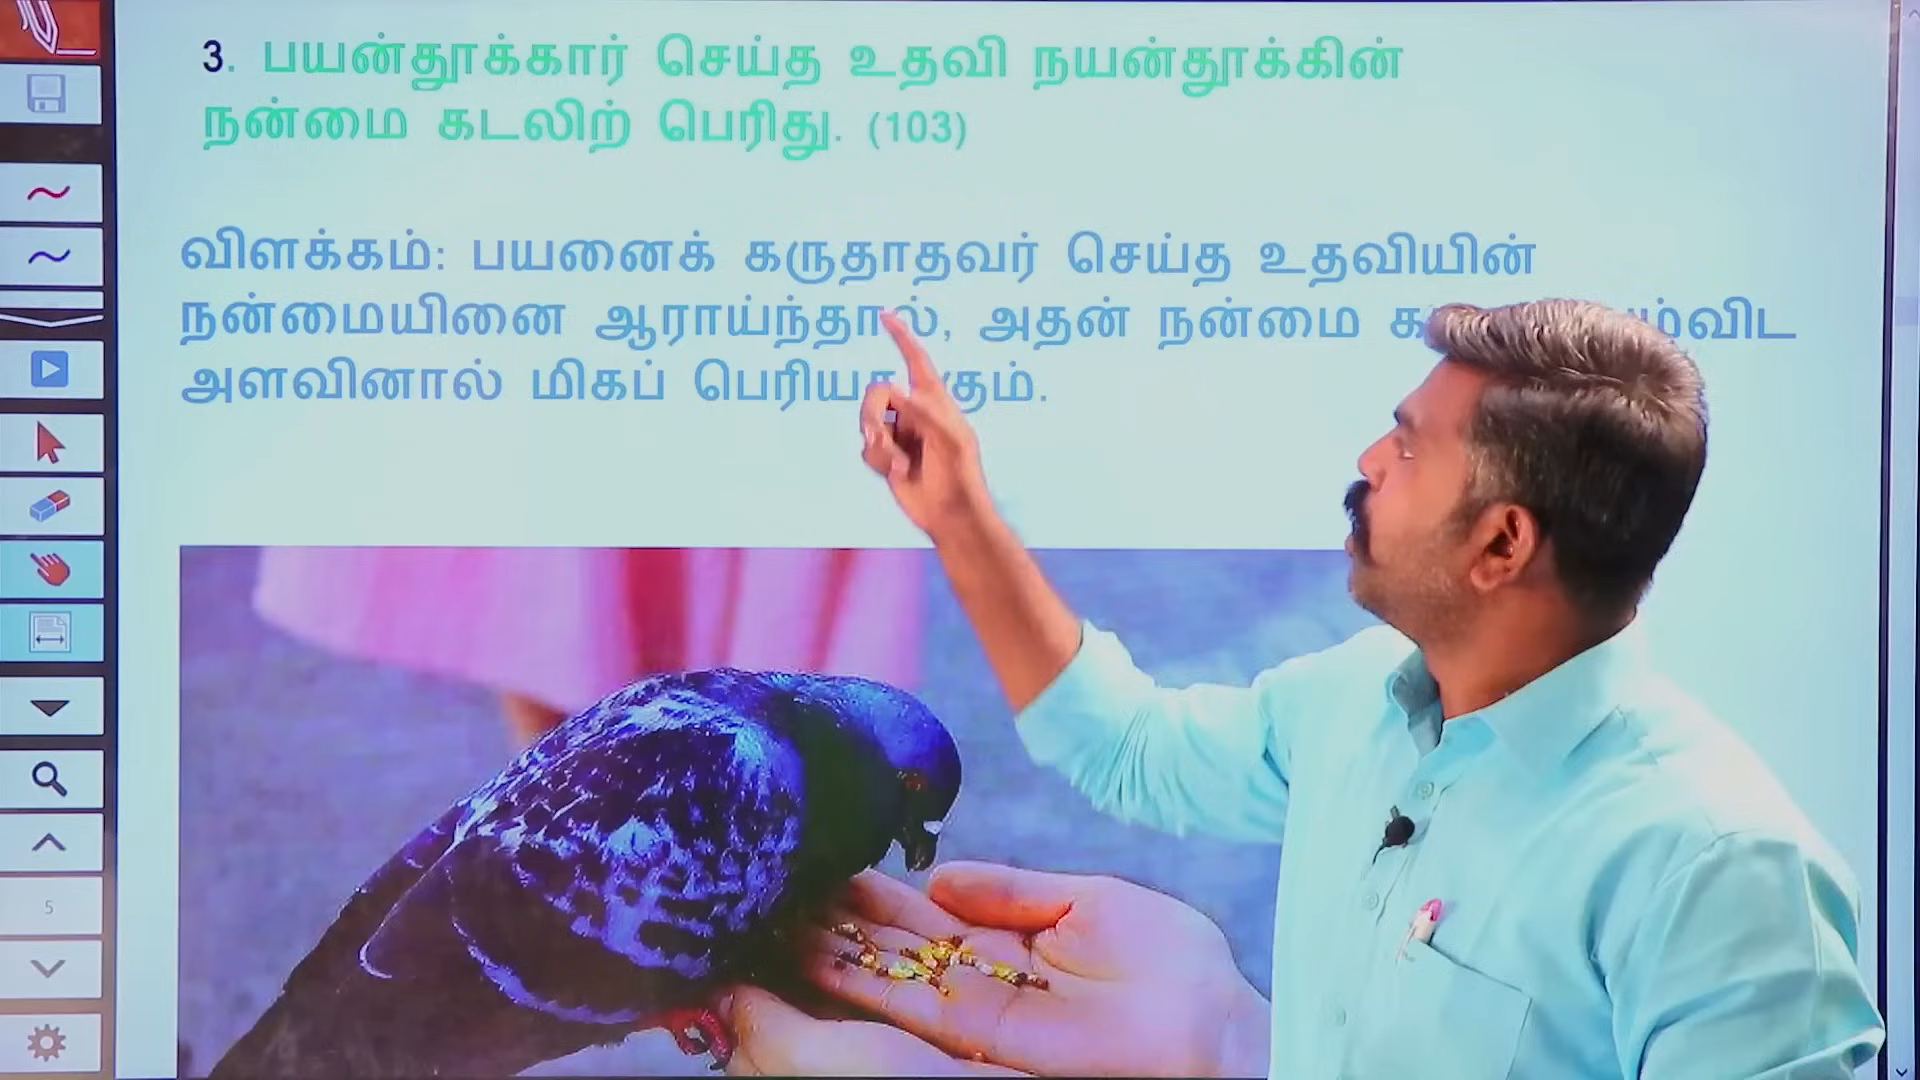 3. பயன்தூக்கார் செய்த உதவி நயன்தூக்கின்
நன்மை கடலிற் பெரிது. (103)
விளக்கம்: பயனைக் கருதாதவர் செய்த உதவியின்
நன்மையினை ஆராய்ந்தால், அதன் நன்மை
அளவினால் மிகப்
5